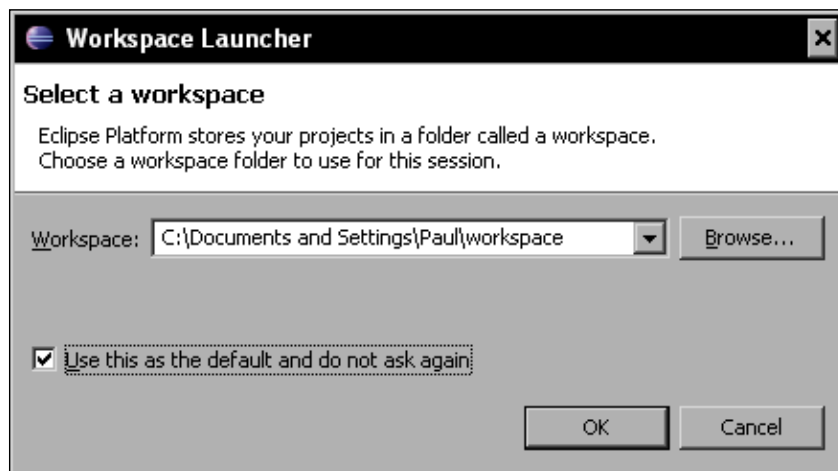 Workspace Launcher
Select a workspace
Eclipse Platform stores your projects in a folder called a workspace.
Choose a workspace folder to use for this session.
Workspace: C:\Documents and Settings\Paul\workspace Browse...
Use this as the default and do not ask again
OK Cancel